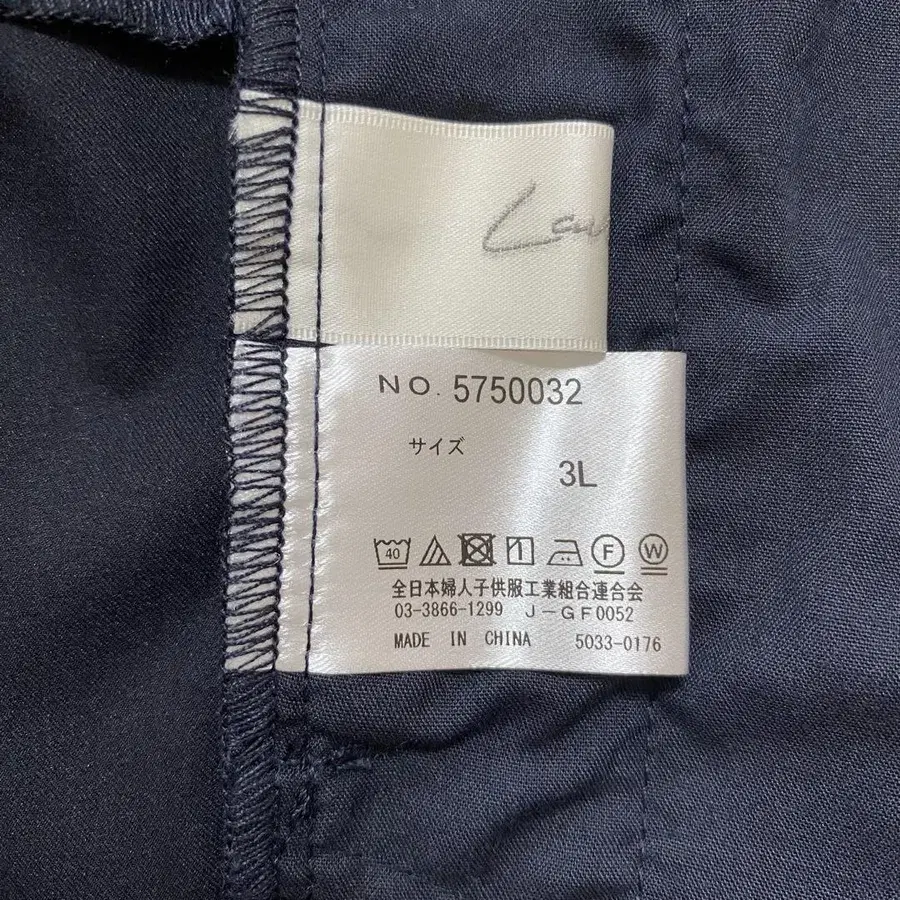 NO. 5750032
サイズ
3L
40
全日本婦人子供服工業組合連合会
03-3866-1299 J-GF0052
MADE IN CHINA 5033-0176